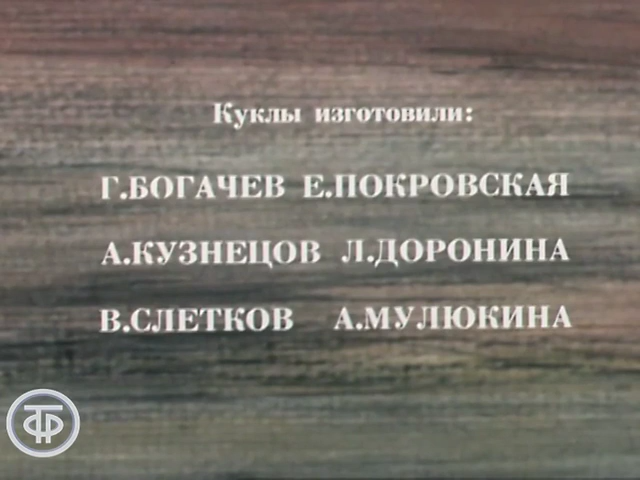 Куклы изготовили:
Г.БОГАЧЕВ Е.ПОКРОВСКАЯ
А.КУЗНЕЦОВ Л.ДОРОНИНА
В.СЛЕТКОВ А.МУЛЮКИНА